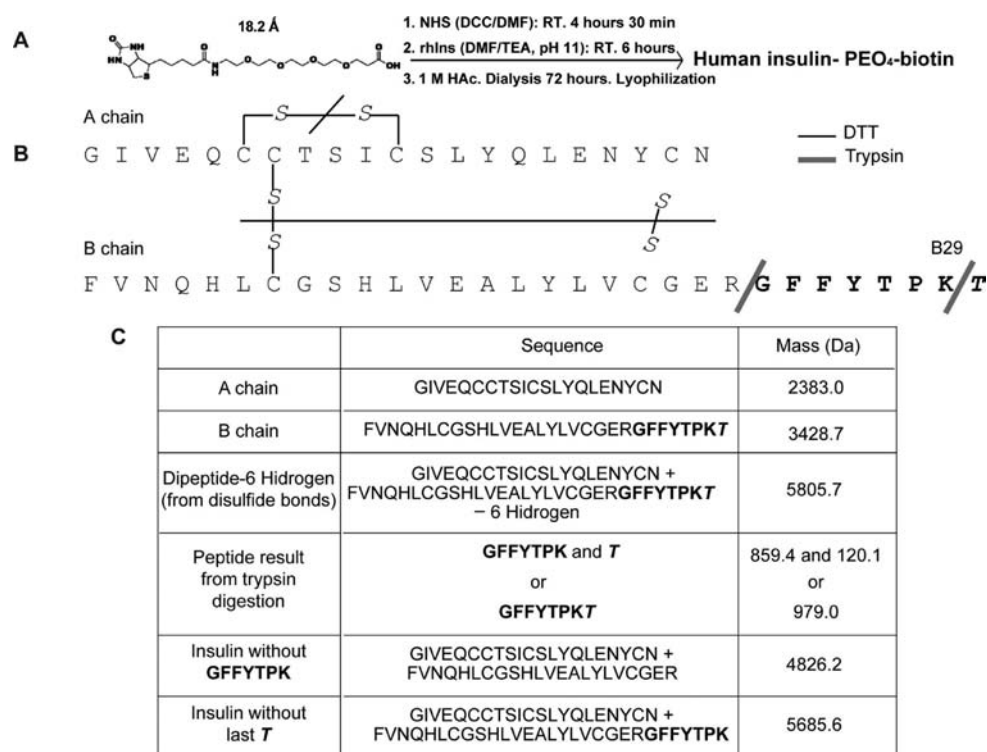 A
18.2 Å
1. NHS (DCC/DMF): RT. 4 hours 30 min
2. rhIns (DMF/TEA, pH 11): RT. 6 hours
3. 1 M HAc. Dialysis 72 hours. Lyophilization
Human insulin- PEO₄-biotin
O NH HN S O N H O O O O O OH
A chain
S S
B
G I V E Q C C T S I C S L Y Q L E N Y C N
DTT
Trypsin
S S
S S
B chain
B29
F V N Q H L C G S H L V E A L Y L V C G E R G F F Y T P K T
C
Sequence Mass (Da)
A chain GIVEQCCTSICSLYQLENYCN 2383.0
B chain FVNQHLCGSHLVEALYLVCGERGFFYTPKT 3428.7
Dipeptide-6 Hidrogen
(from disulfide bonds)
GIVEQCCTSICSLYQLENYCN +
FVNQHLCGSHLVEALYLVCGERGFFYTPKT
– 6 Hidrogen
5805.7
Peptide result
from trypsin
digestion
GFFYTPK and T
or
GFFYTPKT
859.4 and 120.1
or
979.0
Insulin without
GFFYTPK
GIVEQCCTSICSLYQLENYCN +
FVNQHLCGSHLVEALYLVCGER
4826.2
Insulin without
last T
GIVEQCCTSICSLYQLENYCN +
FVNQHLCGSHLVEALYLVCGERGFFYTPK
5685.6